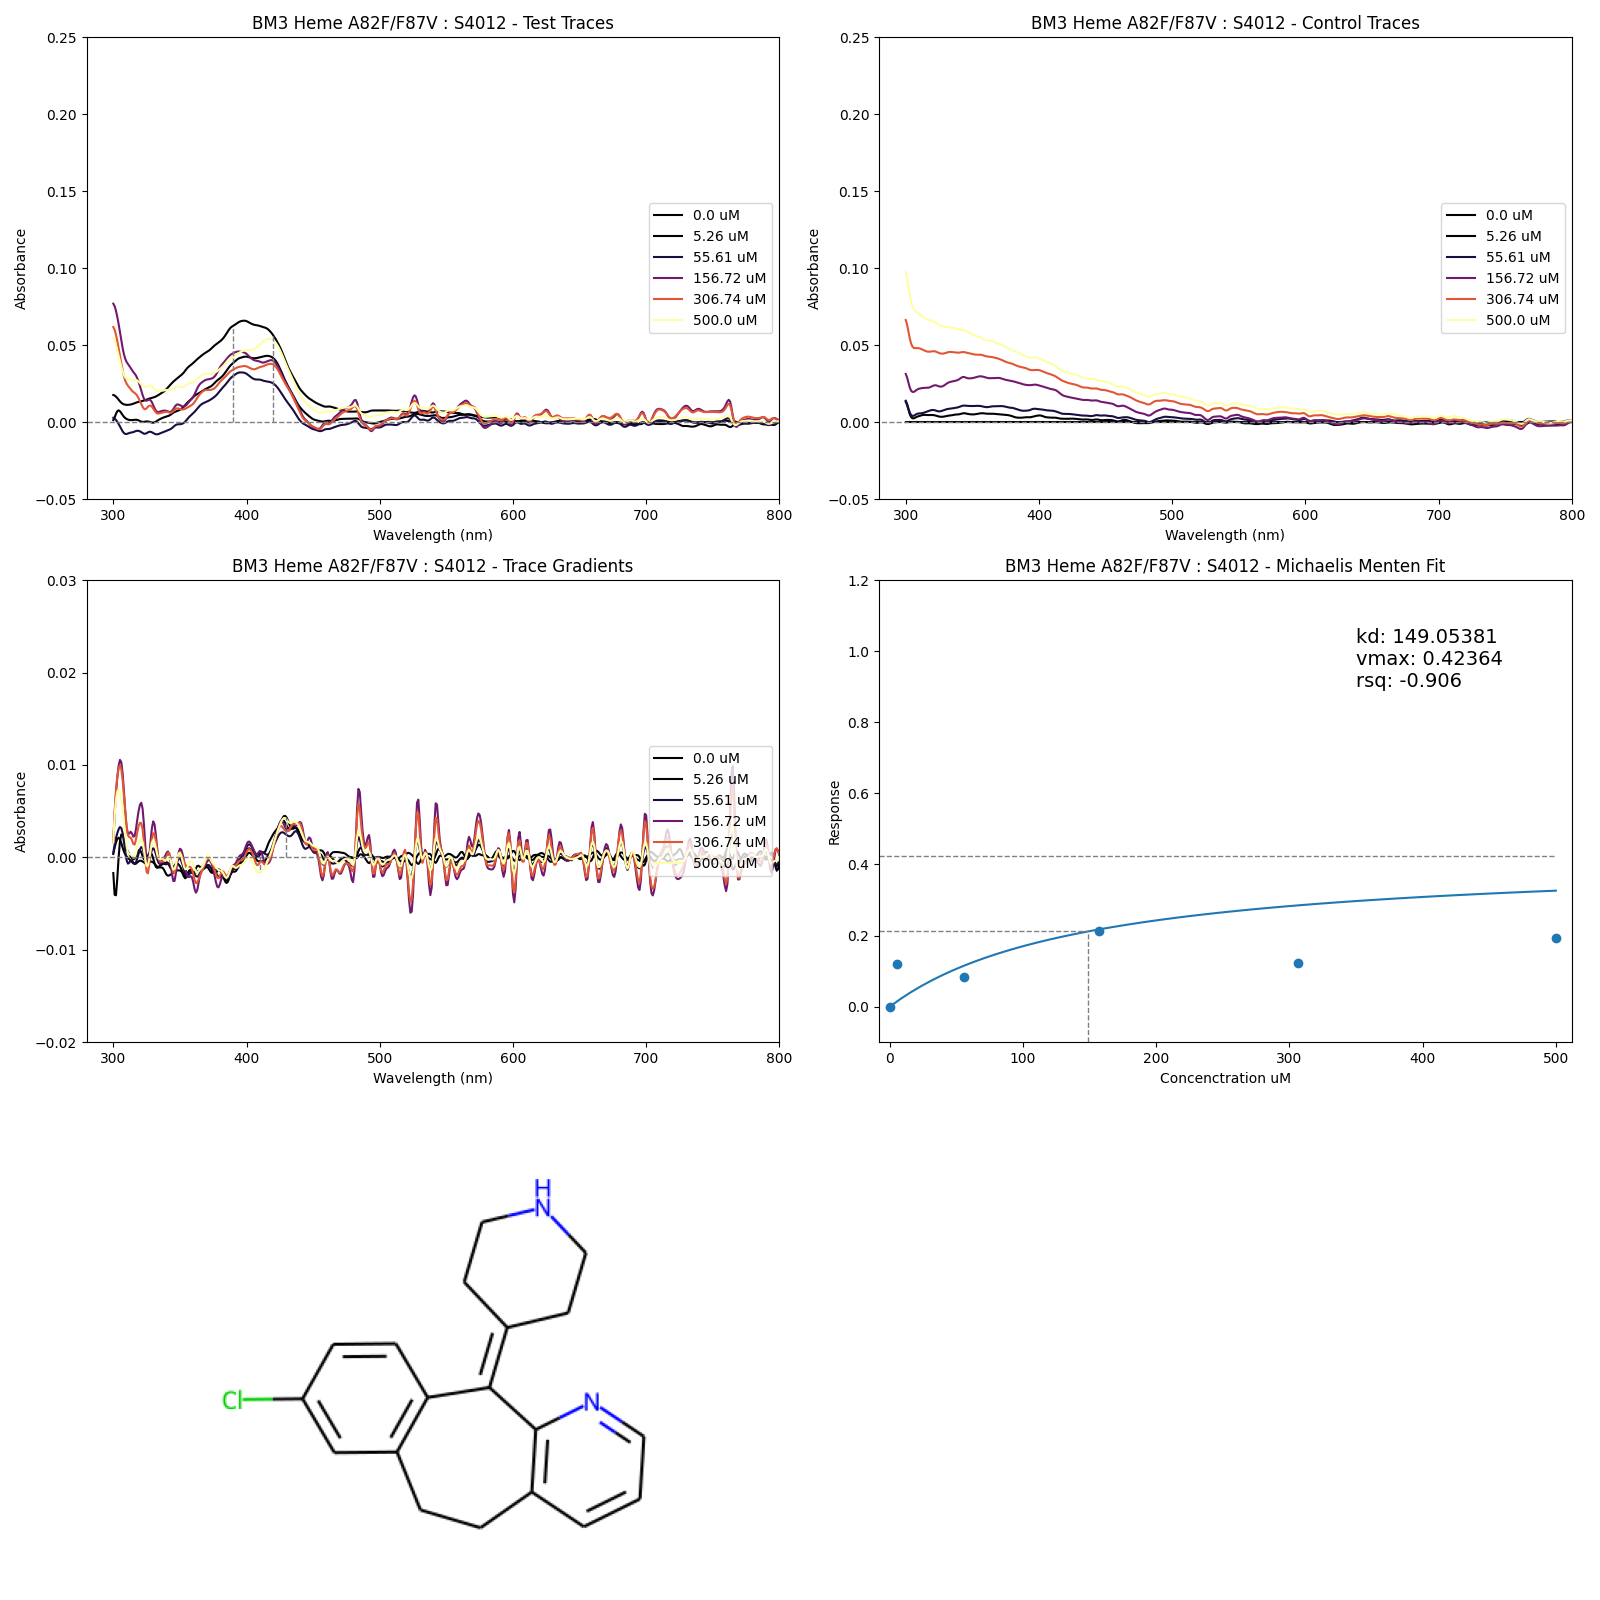 BM3 Heme A82F/F87V : S4012 - Test Traces
0.25
0.20
0.15
0.10
0.05
0.00
−0.05
Absorbance
300 400 500 600 700 800
Wavelength (nm)
0.0 uM
5.26 uM
55.61 uM
156.72 uM
306.74 uM
500.0 uM
BM3 Heme A82F/F87V : S4012 - Control Traces
0.25
0.20
0.15
0.10
0.05
0.00
−0.05
Absorbance
300 400 500 600 700 800
Wavelength (nm)
0.0 uM
5.26 uM
55.61 uM
156.72 uM
306.74 uM
500.0 uM
BM3 Heme A82F/F87V : S4012 - Trace Gradients
0.03
0.02
0.01
0.00
−0.01
−0.02
Absorbance
300 400 500 600 700 800
Wavelength (nm)
0.0 uM
5.26 uM
55.61 uM
156.72 uM
306.74 uM
500.0 uM
BM3 Heme A82F/F87V : S4012 - Michaelis Menten Fit
1.2
1.0
0.8
0.6
0.4
0.2
0.0
Response
0 100 200 300 400 500
Concenctration uM
kd: 149.05381
vmax: 0.42364
rsq: -0.906
H
N
Cl
N